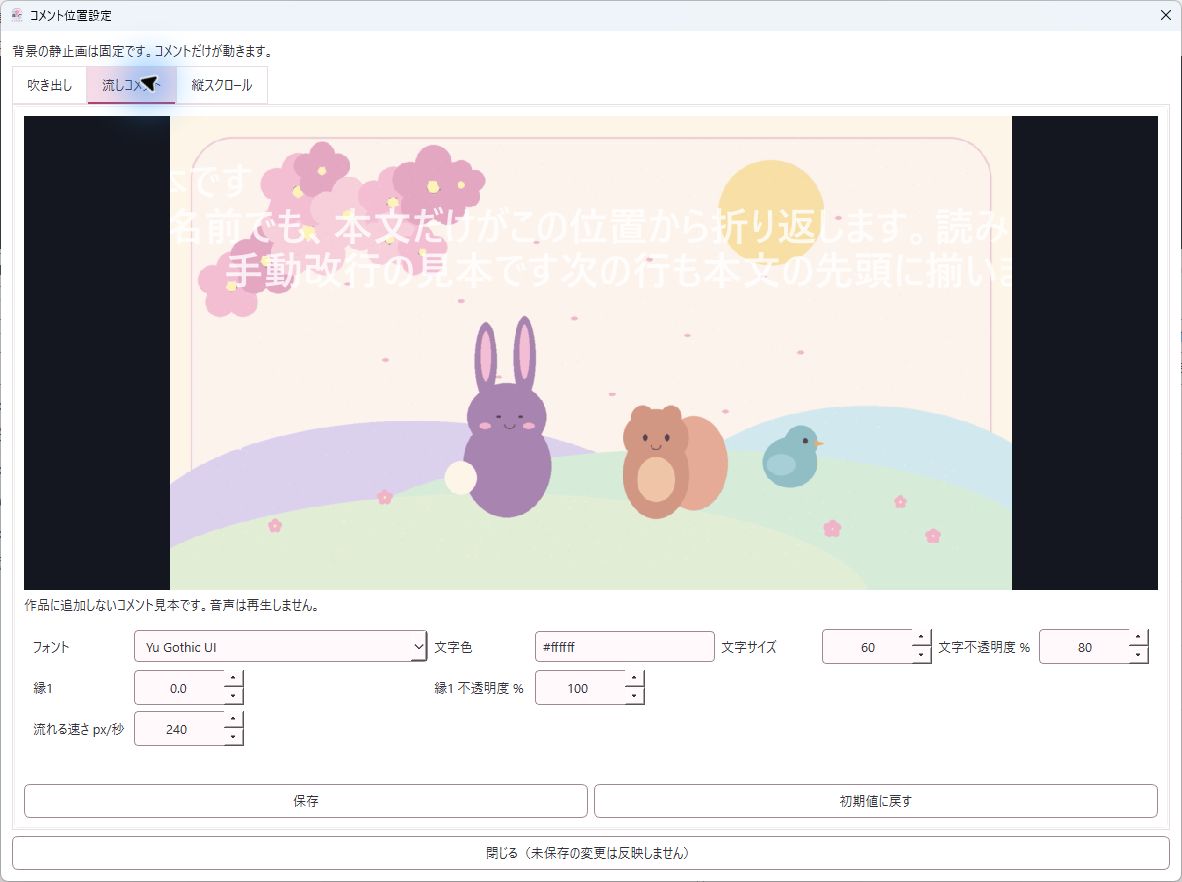 コメント位置設定
背景の静止画は固定です。コメントだけが動きます。
吹き出し
流しコメント
縦スクロール
本です
名前でも、本文だけがこの位置から折り返します。読み
手動改行の見本です次の行も本文の先頭に揃いま
作品に追加しないコメント見本です。音声は再生しません。
フォント Yu Gothic UI 文字色 #ffffff 文字サイズ 60 文字不透明度 % 80
縁1 0.0 縁1 不透明度 % 100
流れる速さ px/秒 240
保存 初期値に戻す
閉じる（未保存の変更は反映しません）